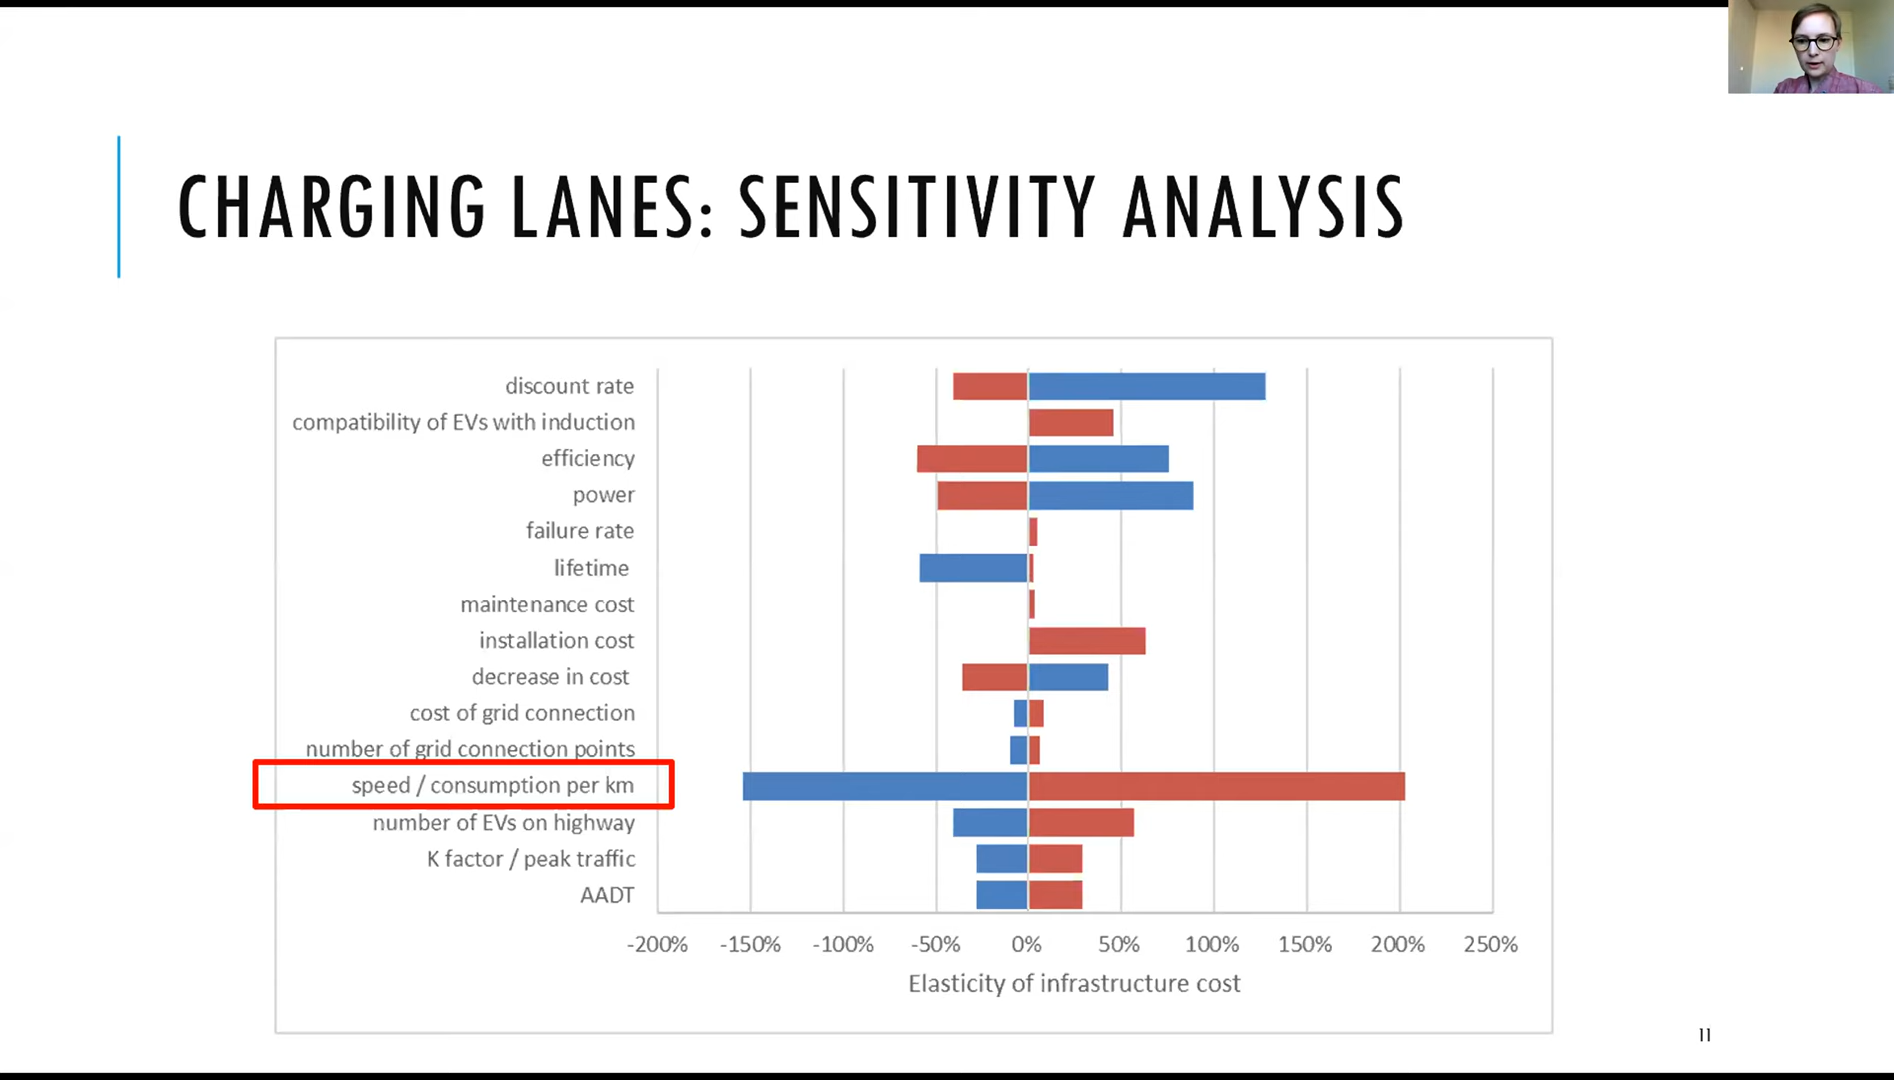 CHARGING LANES: SENSITIVITY ANALYSIS
discount rate
compatibility of EVs with induction
efficiency
power
failure rate
lifetime
maintenance cost
installation cost
decrease in cost
cost of grid connection
number of grid connection points
speed / consumption per km
number of EVs on highway
K factor / peak traffic
AADT
-200% -150% -100% -50% 0% 50% 100% 150% 200% 250%
Elasticity of infrastructure cost
11